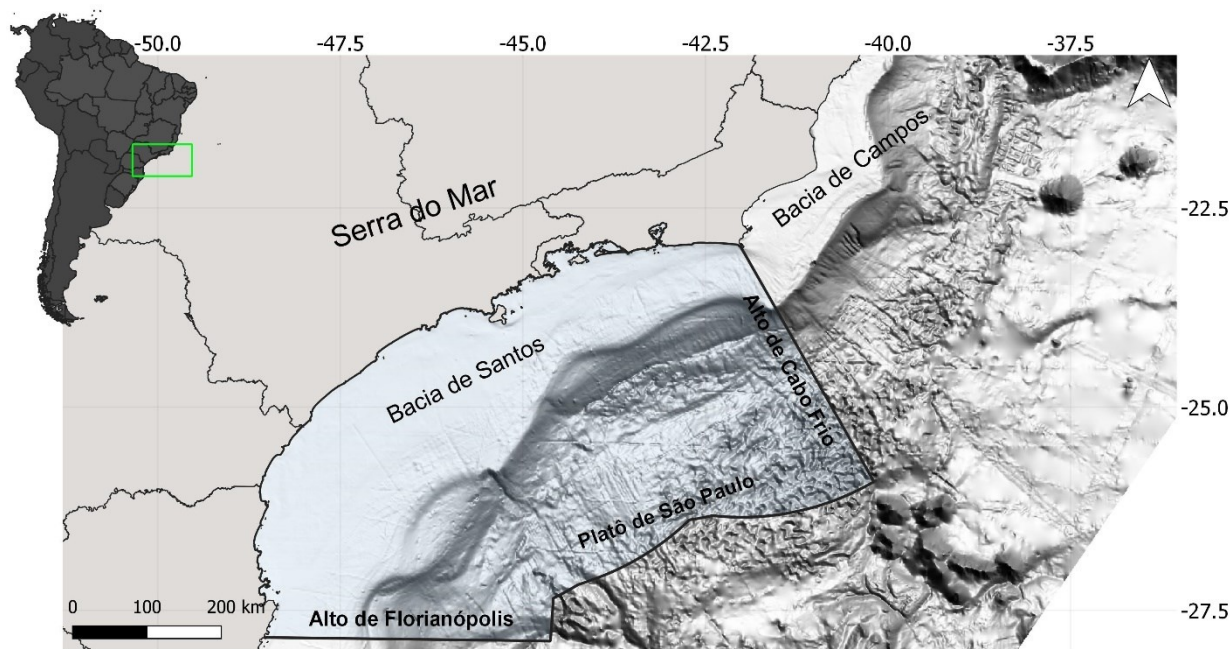 -50.0 -47.5 -45.0 -42.5 -40.0 -37.5
Bacia de Campos
Serra do Mar
-22.5
Alto de Cabo Frio
Bacia de Santos
-25.0
Platô de São Paulo
0 100 200 km
Alto de Florianópolis
-27.5